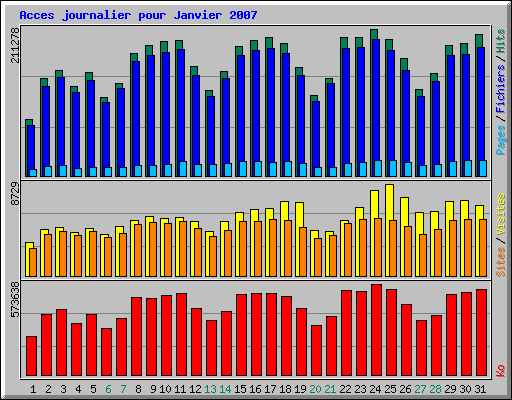 Acces journalier pour Janvier 2007
211278
Pages / Fichiers / Hits
8729
Sites / Visites
573638
Ko
1 2 3 4 5 6 7 8 9 10 11 12 13 14 15 16 17 18 19 20 21 22 23 24 25 26 27 28 29 30 31